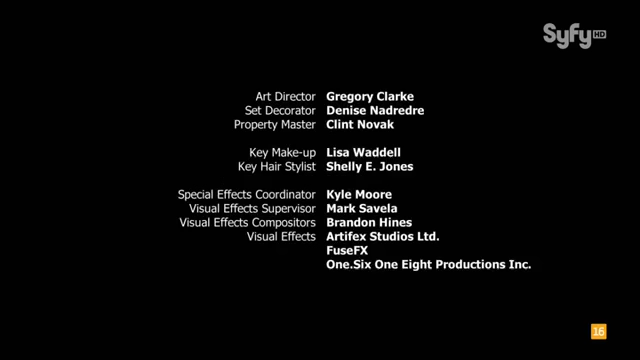 Syfy HD
Art Director Gregory Clarke
Set Decorator Denise Nadredre
Property Master Clint Novak
Key Make-up Lisa Waddell
Key Hair Stylist Shelly E. Jones
Special Effects Coordinator Kyle Moore
Visual Effects Supervisor Mark Savela
Visual Effects Compositors Brandon Hines
Visual Effects Artifex Studios Ltd.
FuseFX
One.Six One Eight Productions Inc.
16